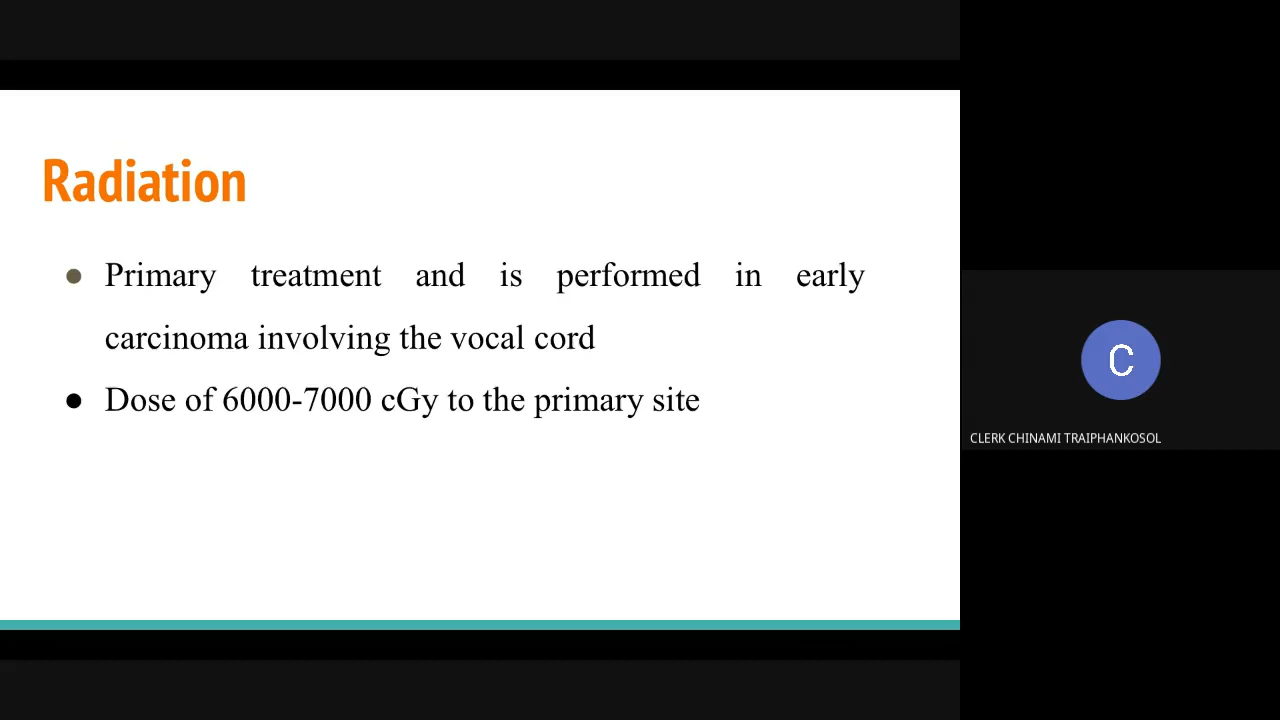 Radiation
● Primary treatment and is performed in early
carcinoma involving the vocal cord
● Dose of 6000-7000 cGy to the primary site
C
CLERK CHINAMI TRAIPHANKOSOL